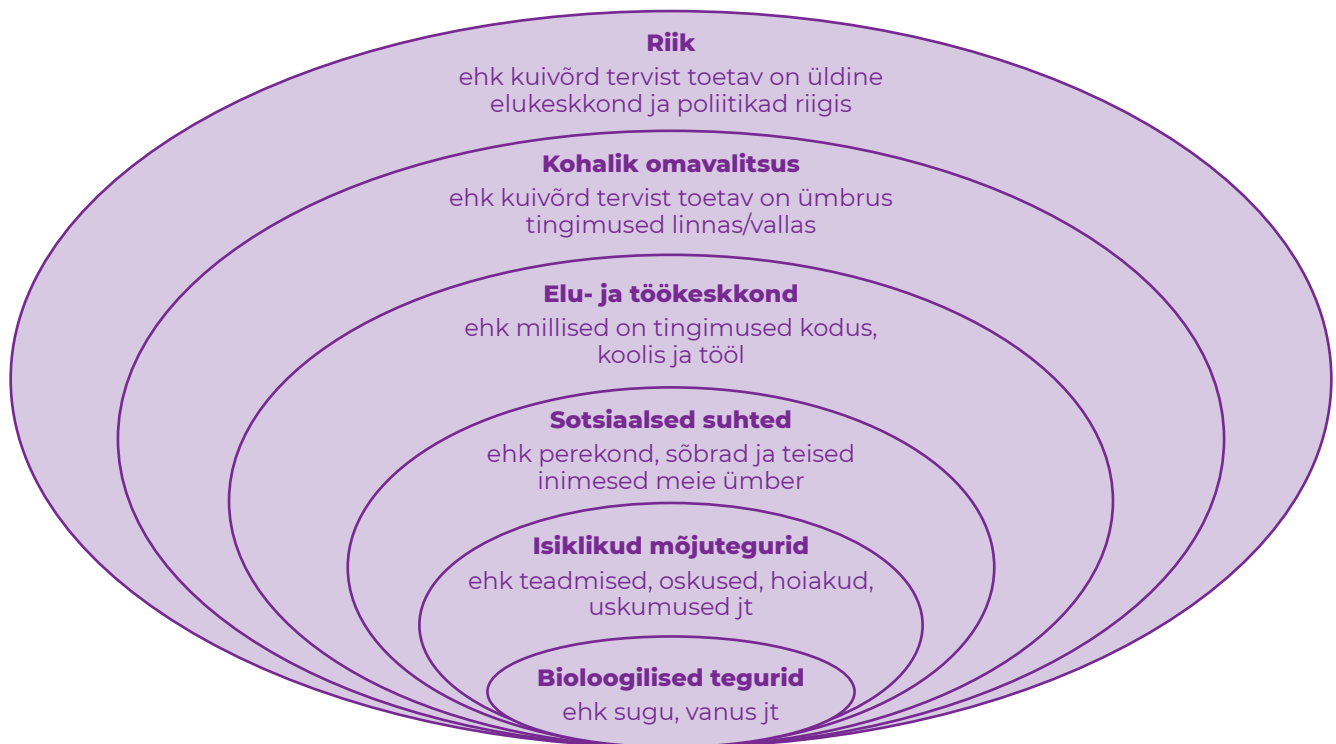 Riik
ehk kuivõrd tervist toetav on üldine
elukeskkond ja poliitikad riigis
Kohalik omavalitsus
ehk kuivõrd tervist toetav on ümbrus
tingimused linnas/vallas
Elu- ja töökeskkond
ehk millised on tingimused kodus,
koolis ja tööl
Sotsiaalsed suhted
ehk perekond, sõbrad ja teised
inimesed meie ümber
Isiklikud mõjutegurid
ehk teadmised, oskused, hoiakud,
uskumused jt
Bioloogilised tegurid
ehk sugu, vanus jt